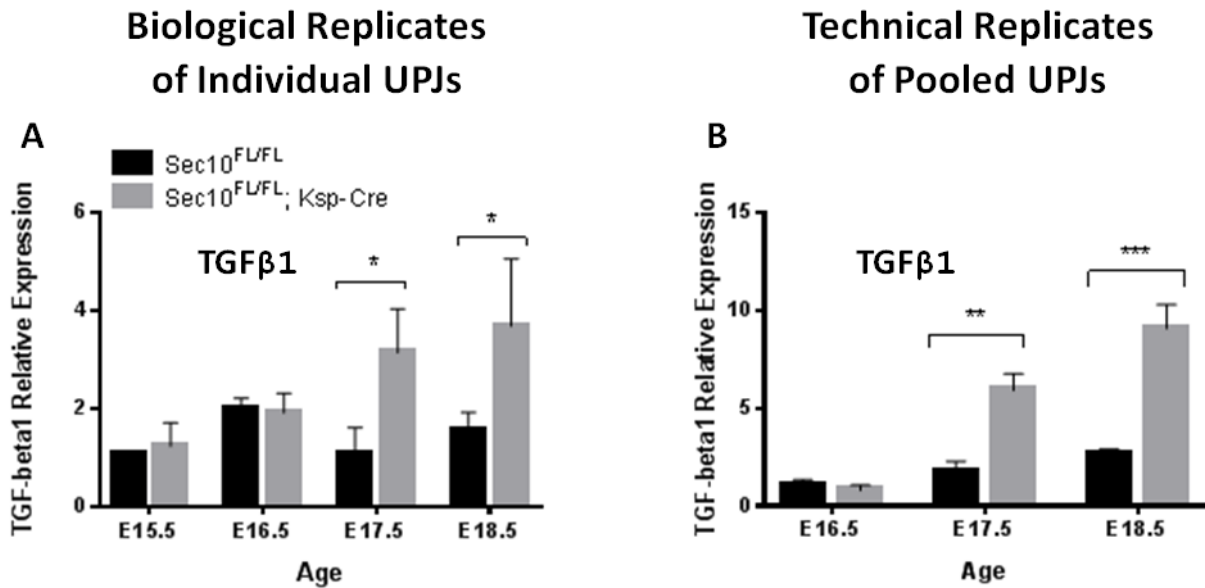 Biological Replicates
of Individual UPJs
A
Sec10FL/FL
Sec10FL/FL; Ksp-Cre
TGF-beta1 Relative Expression
6
4
2
0
TGFβ1
*
*
E15.5 E16.5 E17.5 E18.5
Age
Technical Replicates
of Pooled UPJs
B
TGF-beta1 Relative Expression
15
10
5
0
TGFβ1
**
***
E16.5 E17.5 E18.5
Age